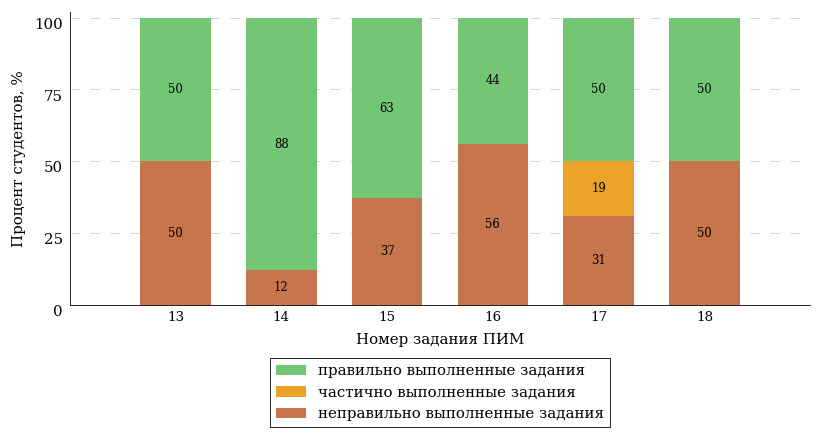 Процент студентов, %
100
75
50
25
0
50 88 63 44 50 50
19
50 12 37 56 31 50
13 14 15 16 17 18
Номер задания ПИМ
правильно выполненные задания
частично выполненные задания
неправильно выполненные задания